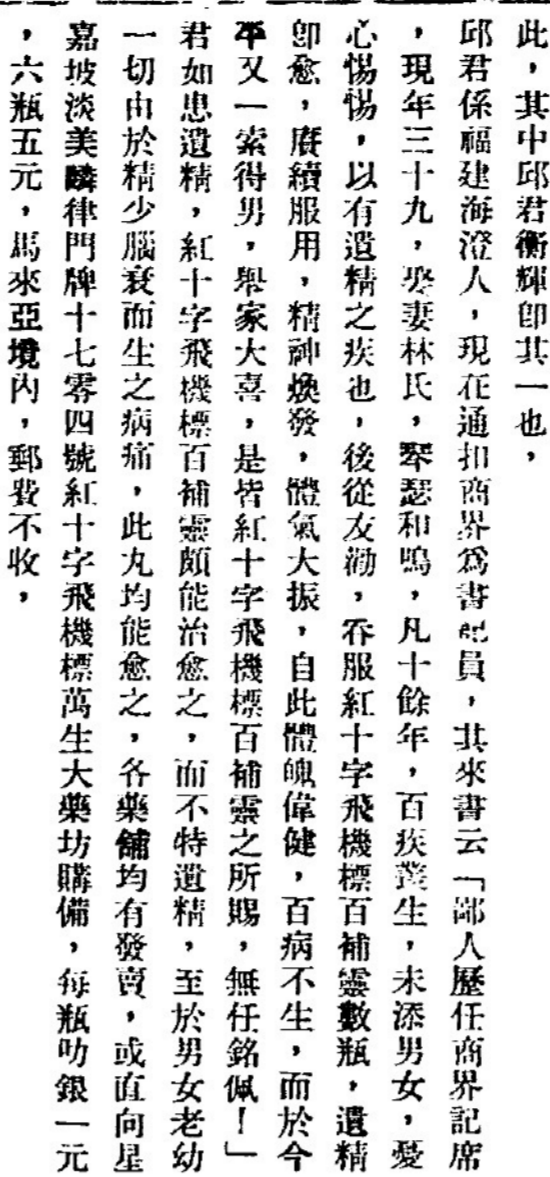 此，其中邱君衡輝卽其一也，
邱君係福建海澄人，現在通扣商界爲書記員，其來書云「鄙人歷任商界記席
，現年三十九，娶妻林氏，琴瑟和鳴，凡十餘年，百疾叢生，未添男女，憂
心惕惕，以有遺精之疾也，後從友勸，吞服紅十字飛機標百補靈數瓶，遺精
卽愈，賡續服用，精神煥發，體氣大振，自此體魄偉健，百病不生，而於今
年又一索得男，舉家大喜，是皆紅十字飛機標百補靈之所賜，無任銘佩！」
君如患遺精，紅十字飛機標百補靈頗能治愈之，而不特遺精，至於男女老幼
一切由於精少腦衰而生之病痛，此丸均能愈之，各藥舖均有發賣，或直向星
嘉坡淡美麟律門牌十七零四號紅十字飛機標萬生大藥坊購備，每瓶叻銀一元
，六瓶五元，馬來亞境內，郵費不收，